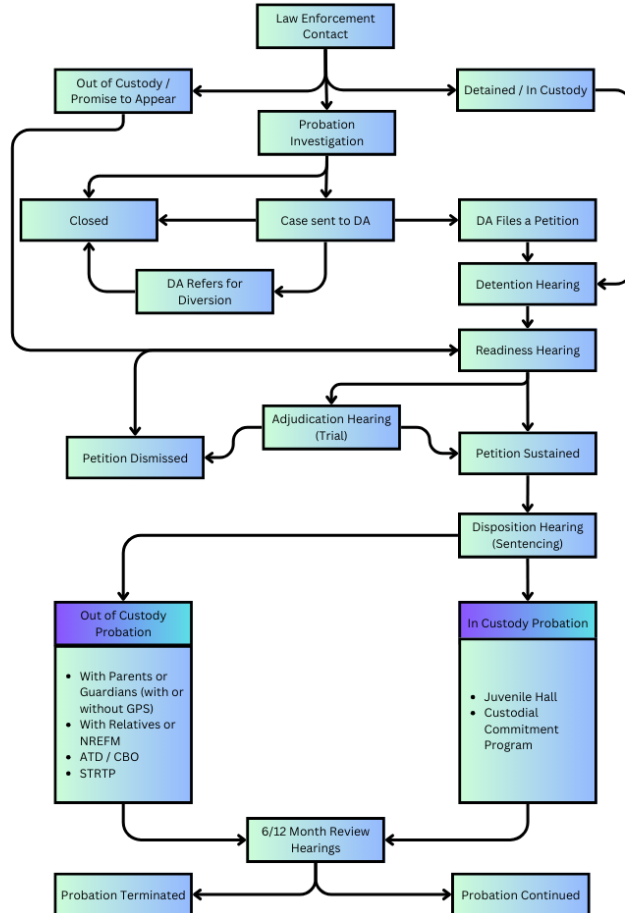 Law Enforcement
Contact
Out of Custody /
Promise to Appear
Detained / In Custody
Probation
Investigation
Closed
Case sent to DA
DA Files a Petition
DA Refers for
Diversion
Detention Hearing
Readiness Hearing
Adjudication Hearing
(Trial)
Petition Dismissed
Petition Sustained
Disposition Hearing
(Sentencing)
Out of Custody
Probation
• With Parents or
Guardians (with or
without GPS)
• With Relatives or
NREFM
• ATD / CBO
• STRTP
In Custody Probation
• Juvenile Hall
• Custodial
Commitment
Program
6/12 Month Review
Hearings
Probation Terminated
Probation Continued